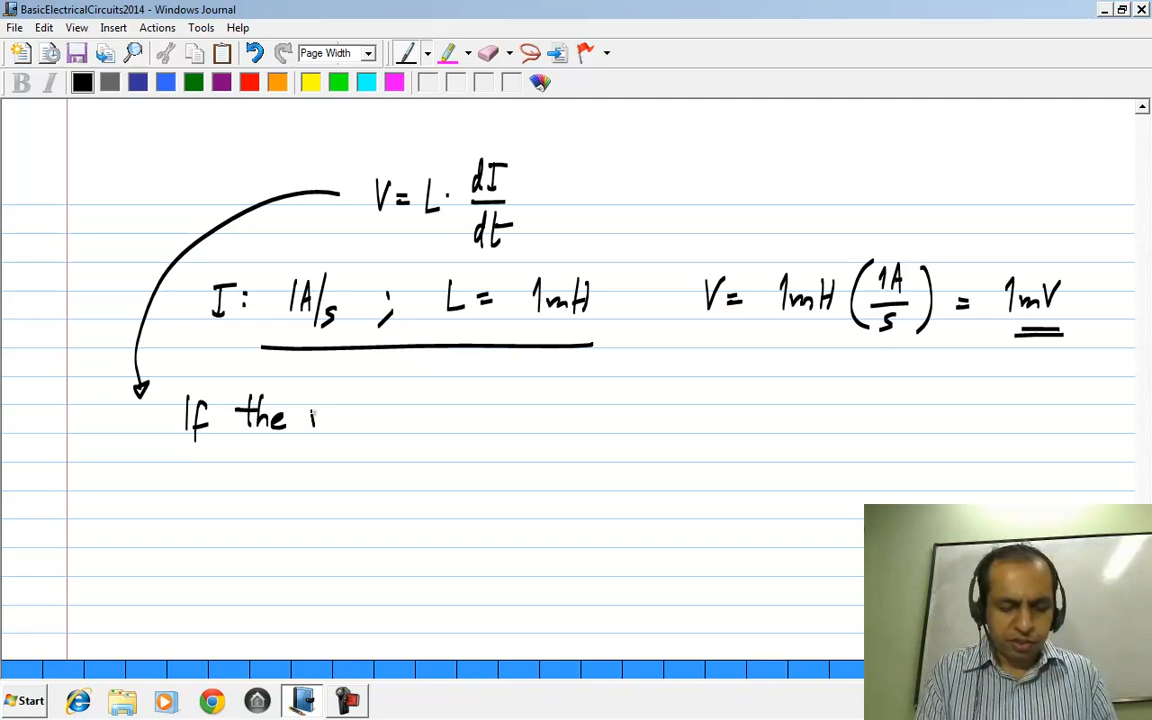 BasicElectricalCircuits2014 - Windows Journal
File Edit View Insert Actions Tools Help
Page Width
B I
V = L · dI/dt
I: 1A/s ; L = 1mH V = 1mH (1A/s) = 1mV
If the i
Start